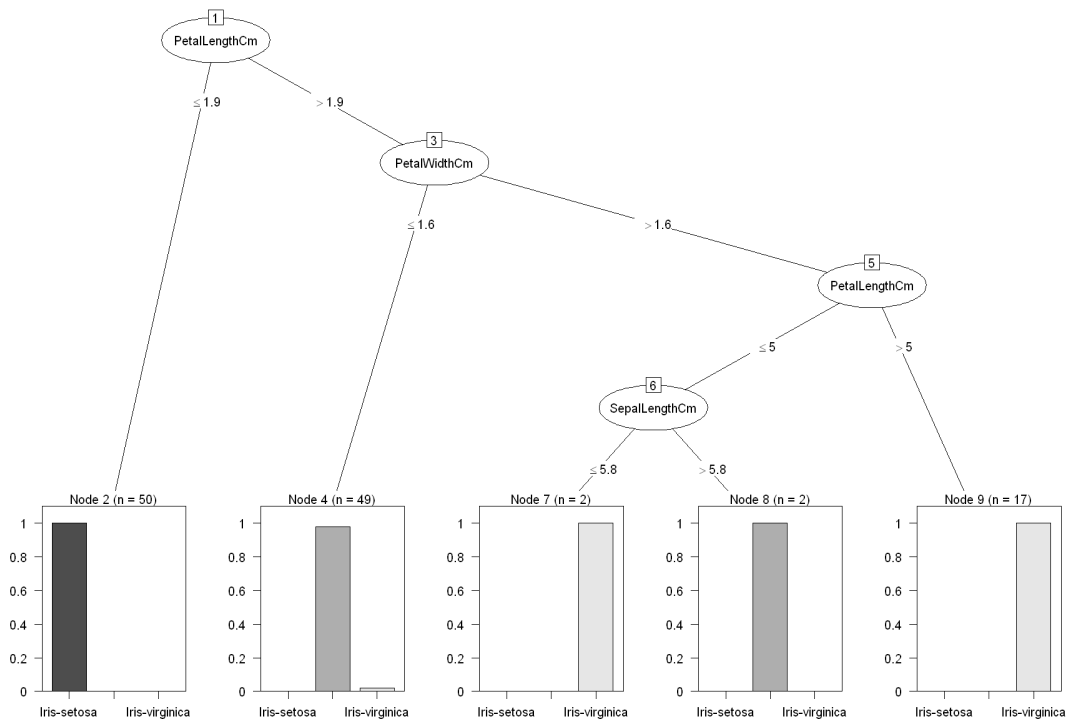 1
PetalLengthCm
≤ 1.9
> 1.9
3
PetalWidthCm
≤ 1.6
> 1.6
5
PetalLengthCm
≤ 5
> 5
6
SepalLengthCm
≤ 5.8
> 5.8
Node 2 (n = 50)
1
0.8
0.6
0.4
0.2
0
Iris-setosa
Iris-virginica
Node 4 (n = 49)
1
0.8
0.6
0.4
0.2
0
Iris-setosa
Iris-virginica
Node 7 (n = 2)
1
0.8
0.6
0.4
0.2
0
Iris-setosa
Iris-virginica
Node 8 (n = 2)
1
0.8
0.6
0.4
0.2
0
Iris-setosa
Iris-virginica
Node 9 (n = 17)
1
0.8
0.6
0.4
0.2
0
Iris-setosa
Iris-virginica